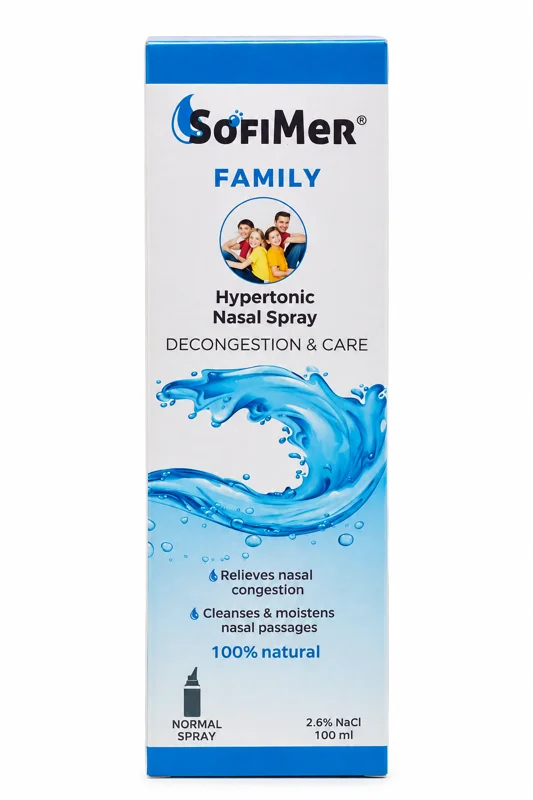 SOFIMER®
FAMILY
Hypertonic
Nasal Spray
DECONGESTION & CARE
Relieves nasal
congestion
Cleanses & moistens
nasal passages
100% natural
NORMAL
SPRAY
2.6% NaCl
100 ml